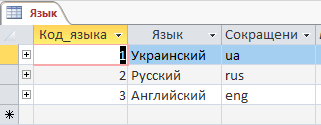 Язык
Код_языка Язык Сокращени
1 Украинский ua
2 Русский rus
3 Английский eng